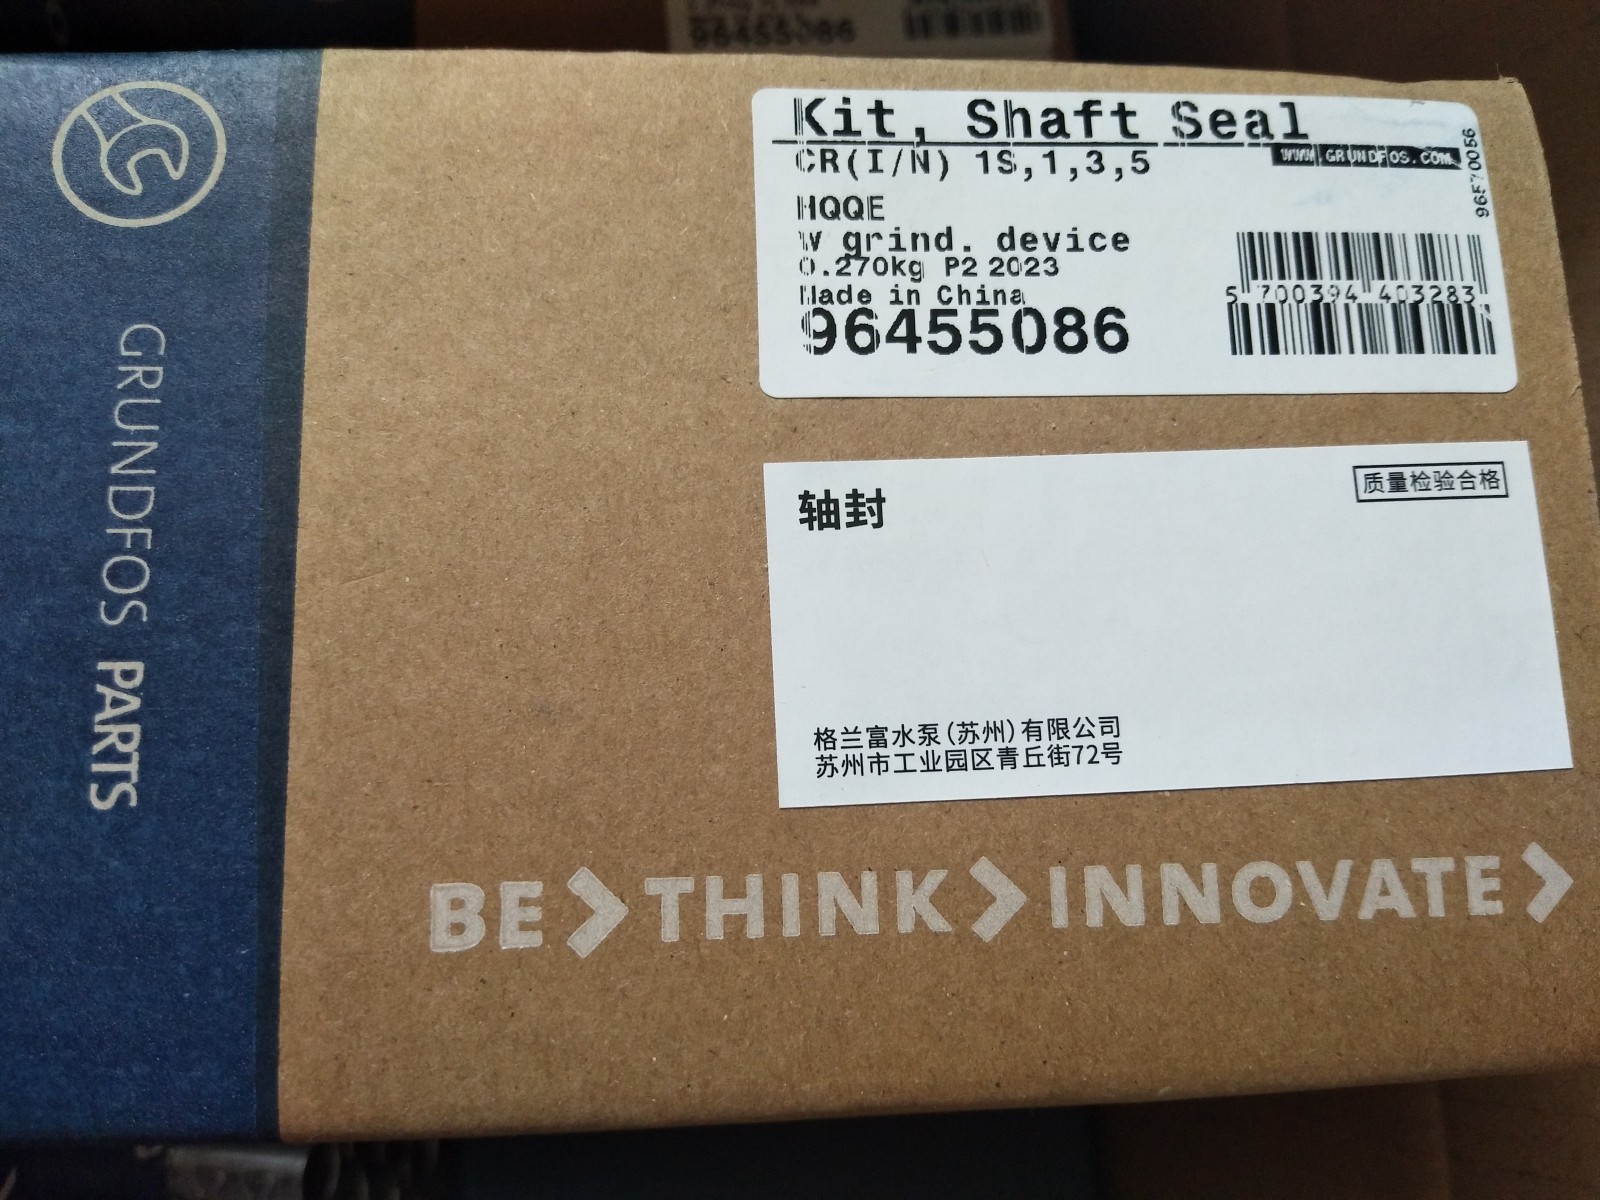 96455086
Kit, Shaft Seal
WWW.GRUNDFOS.COM
CR(I/N) 1S,1,3,5
96570056
HQQE
W grind. device
0.270kg P2 2023
Made in China
96455086
5 700394 403283
GRUNDFOS PARTS
轴封
质量检验合格
格兰富水泵(苏州)有限公司
苏州市工业园区青丘街72号
BE>THINK>INNOVATE>